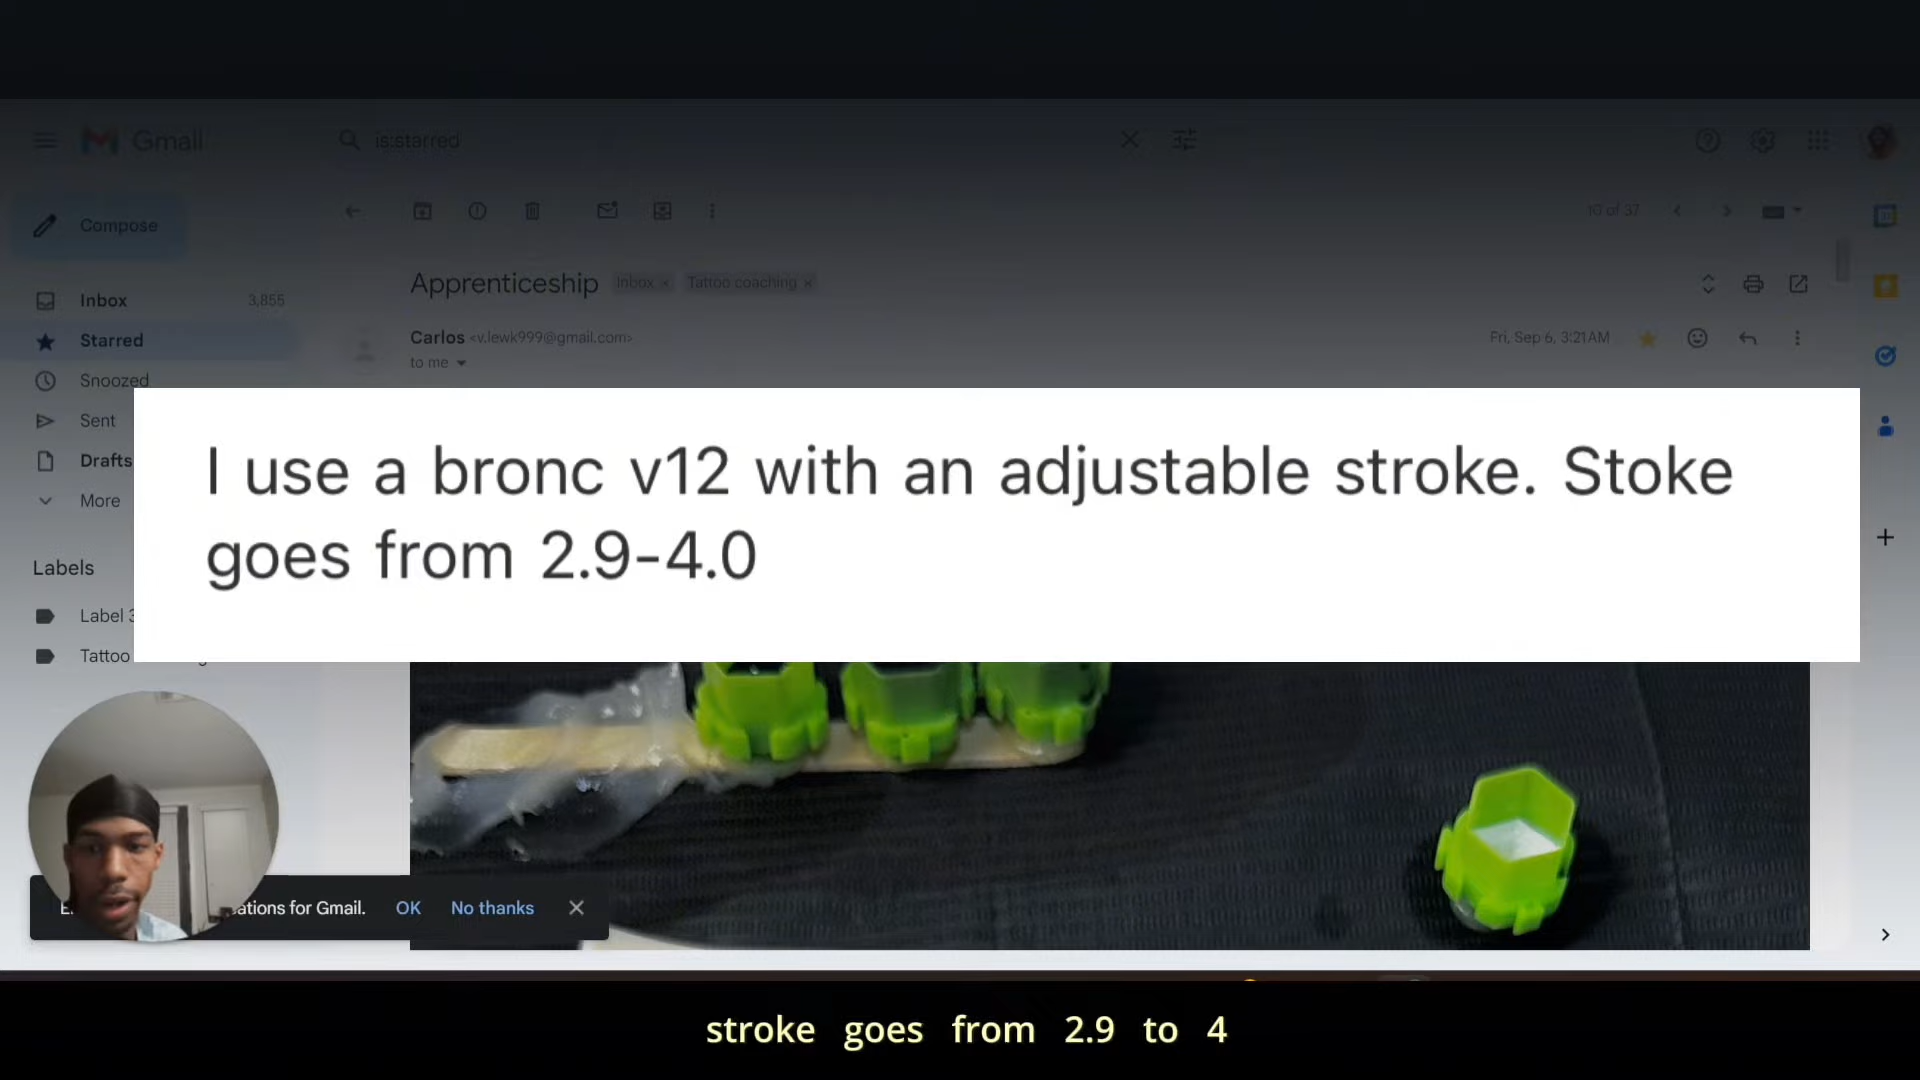 Gmail
is:starred
Compose
10 of 37
Apprenticeship
Inbox ×
Tattoo coaching ×
Inbox
3,855
Starred
Carlos <v.lewk999@gmail.com>
Fri, Sep 6, 3:21 AM
to me
Snoozed
Sent
Drafts
More
I use a bronc v12 with an adjustable stroke. Stoke
goes from 2.9-4.0
Labels
Label 3
Tattoo
ations for Gmail.
OK
No thanks
stroke goes from 2.9 to 4